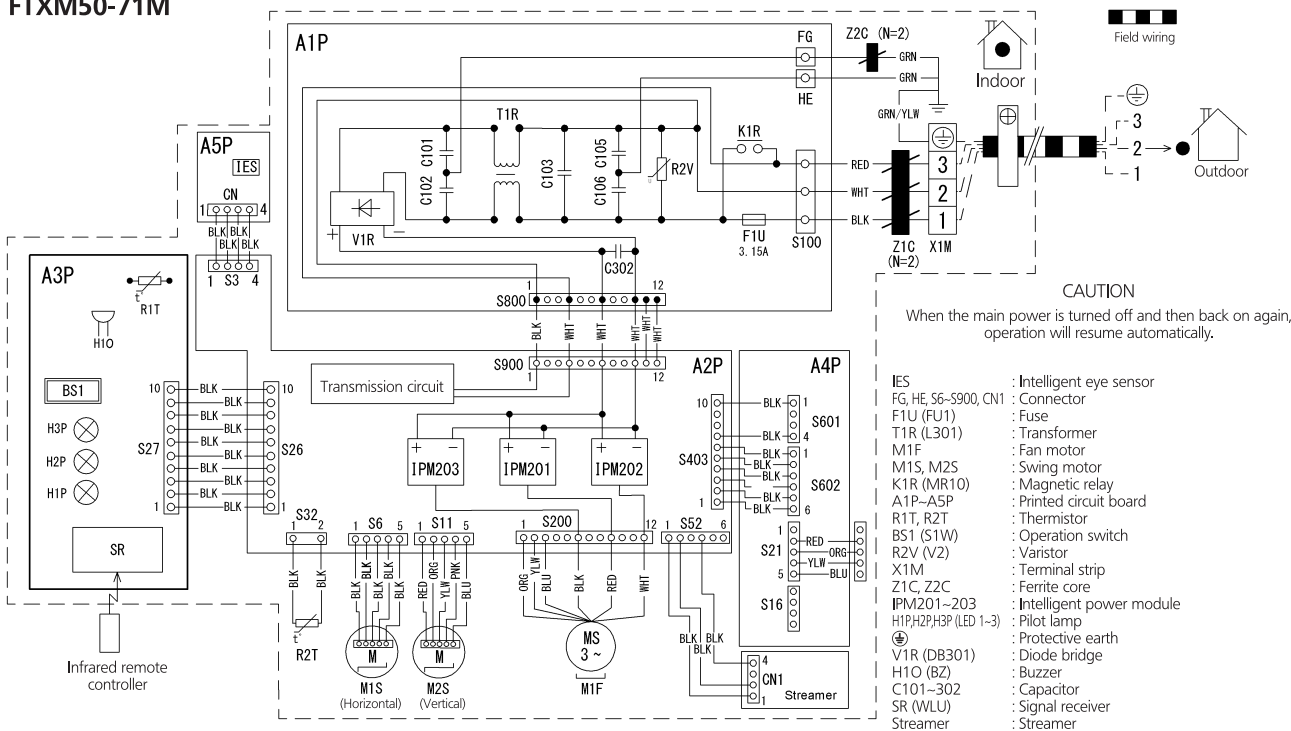 FTXM50-71M
A1P
FG
Z2C (N=2)
GRN
GRN
HE
GRN/YLW
Indoor
Field wiring
3
2
1
Outdoor
T1R
K1R
C101
C102
C103
C105
C106
R2V
V1R
+ −
C302
F1U
3. 15A
S100
RED
WHT
BLK
3
2
1
Z1C
(N=2)
X1M
A5P
IES
CN
1 4
BLK BLK
BLK BLK
1 S3 4
A3P
t°
R1T
H1O
BS1
H3P
H2P
H1P
SR
Infrared remote
controller
10
S27
1
BLK
BLK
BLK
BLK
BLK
BLK
BLK
BLK
BLK
BLK
10
S26
1
1 12
S800
BLK
WHT
WHT
WHT
WHT
WHT
S900
1 12
A2P
Transmission circuit
+ −
IPM203
+ −
IPM201
+ −
IPM202
10
S403
1
A4P
BLK 1
S601
BLK 4
BLK 1
BLK
BLK
S602
BLK
BLK 6
1
S21
5
RED
ORG
YLW
BLU
S16
S32
1 2
BLK
BLK
t°
R2T
S6
1 5
BLK
BLK
BLK
BLK
BLK
M
M1S
(Horizontal)
S11
1 5
RED
ORG
YLW
PNK
BLU
M
M2S
(Vertical)
S200
1 12
ORG
YLW
BLU
BLK
RED
WHT
MS
3 ~
M1F
S52
1 6
BLK
BLK
BLK
4
CN1
1
Streamer
CAUTION
When the main power is turned off and then back on again,
operation will resume automatically.
IES : Intelligent eye sensor
FG, HE, S6~S900, CN1 : Connector
F1U (FU1) : Fuse
T1R (L301) : Transformer
M1F : Fan motor
M1S, M2S : Swing motor
K1R (MR10) : Magnetic relay
A1P~A5P : Printed circuit board
R1T, R2T : Thermistor
BS1 (S1W) : Operation switch
R2V (V2) : Varistor
X1M : Terminal strip
Z1C, Z2C : Ferrite core
IPM201~203 : Intelligent power module
H1P,H2P,H3P (LED 1~3) : Pilot lamp
: Protective earth
V1R (DB301) : Diode bridge
H1O (BZ) : Buzzer
C101~302 : Capacitor
SR (WLU) : Signal receiver
Streamer : Streamer